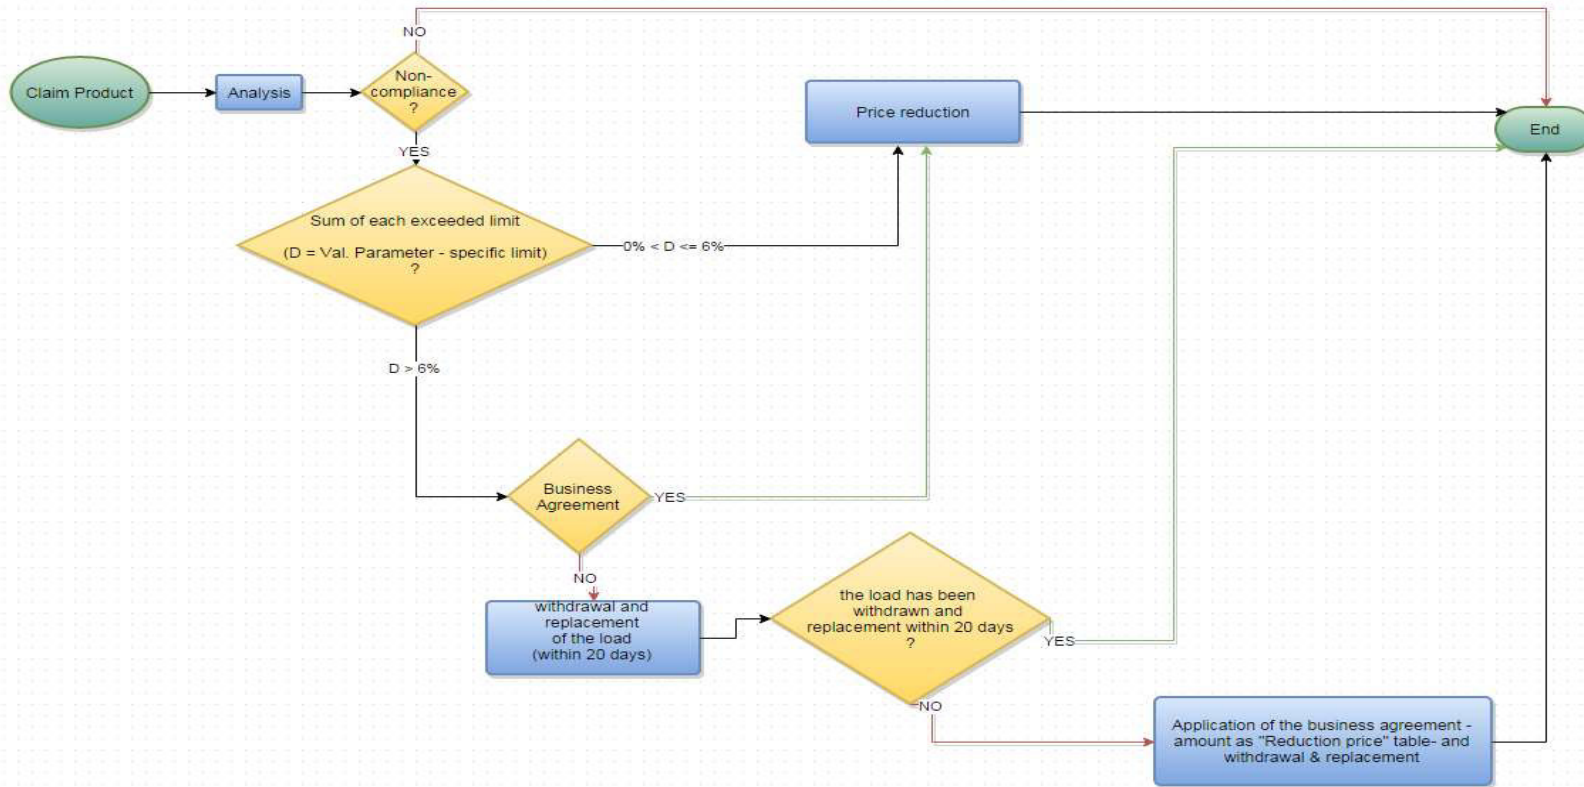 NO
Claim Product
Analysis
Non-
compliance
?
YES
Price reduction
End
Sum of each exceeded limit
(D = Val. Parameter - specific limit)
?
0% < D <= 6%
D > 6%
Business
Agreement
YES
NO
withdrawal and
replacement
of the load
(within 20 days)
the load has been
withdrawn and
replacement within 20 days
?
YES
NO
Application of the business agreement -
amount as "Reduction price" table- and
withdrawal & replacement